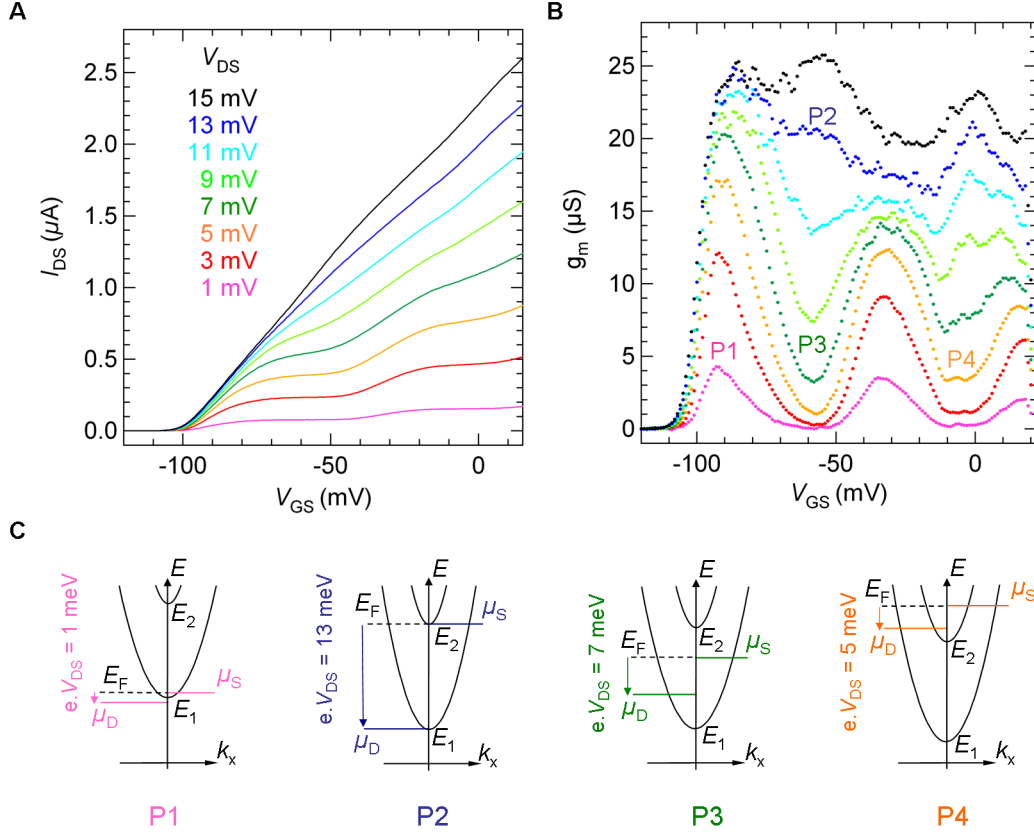 A
V_DS
15 mV
13 mV
11 mV
9 mV
7 mV
5 mV
3 mV
1 mV
I_DS (µA)
2.5
2.0
1.5
1.0
0.5
0.0
-100
-50
0
V_GS (mV)
B
g_m (µS)
25
20
15
10
5
0
P1
P2
P3
P4
-100
-50
0
V_GS (mV)
C
e.V_DS = 1 meV
E
E_2
E_F
µ_S
µ_D
E_1
k_x
P1
e.V_DS = 13 meV
E
E_F
µ_S
E_2
µ_D
E_1
k_x
P2
e.V_DS = 7 meV
E
E_2
E_F
µ_S
µ_D
E_1
k_x
P3
e.V_DS = 5 meV
E
E_F
µ_S
µ_D
E_2
E_1
k_x
P4